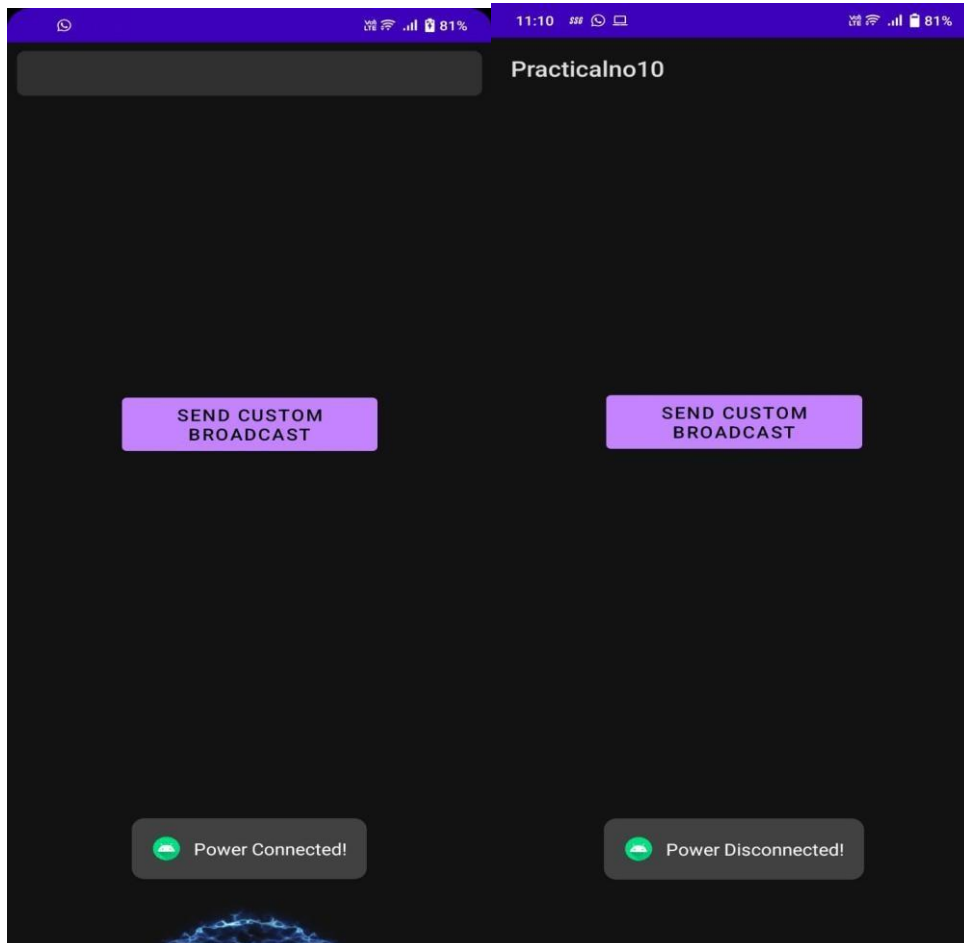 81%
SEND CUSTOM
BROADCAST
Power Connected!
11:10
81%
Practicalno10
SEND CUSTOM
BROADCAST
Power Disconnected!